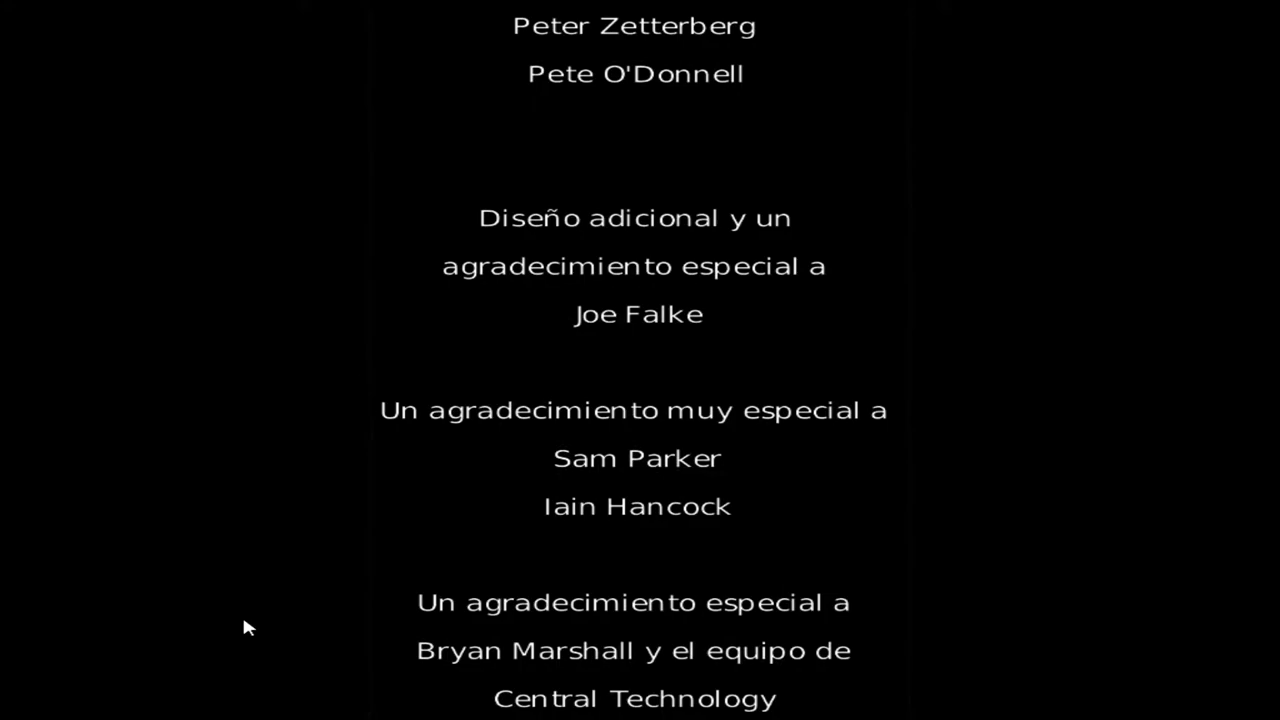 Peter Zetterberg
Pete O'Donnell
Diseño adicional y un
agradecimiento especial a
Joe Falke
Un agradecimiento muy especial a
Sam Parker
Iain Hancock
Un agradecimiento especial a
Bryan Marshall y el equipo de
Central Technology